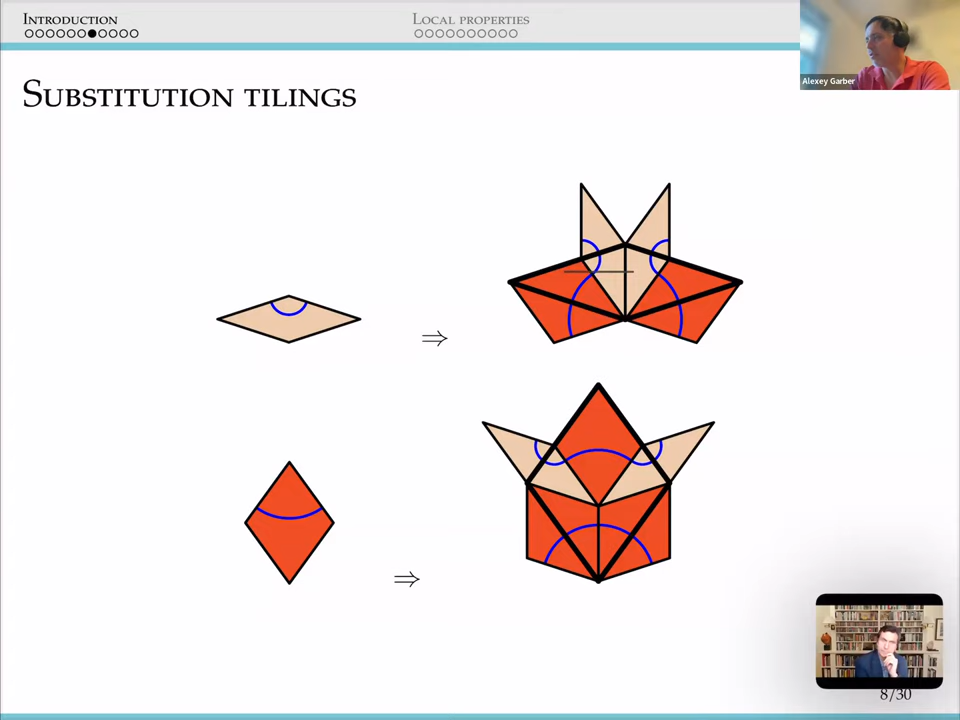 INTRODUCTION
LOCAL PROPERTIES
Alexey Garber
SUBSTITUTION TILINGS
⇒
⇒
8/30